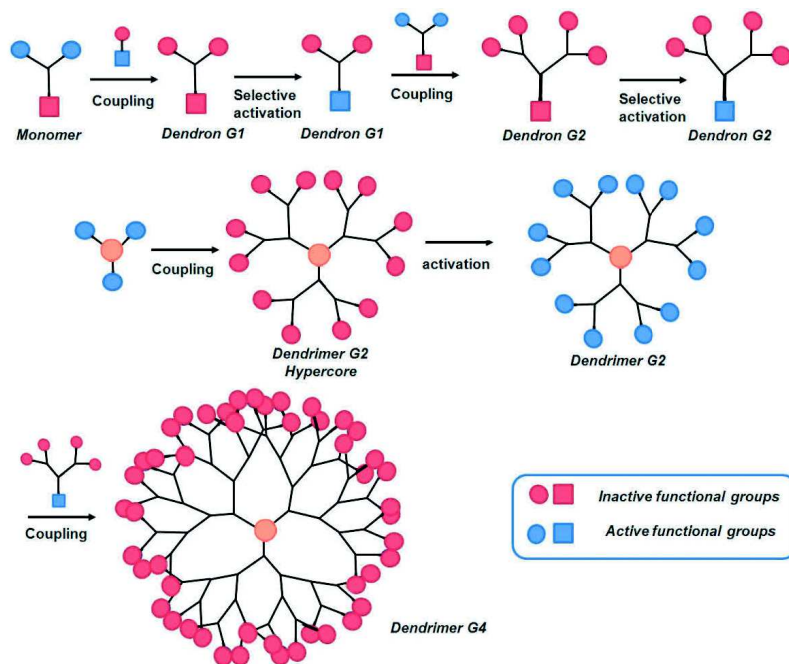 Monomer
Coupling
Dendron G1
Selective
activation
Dendron G1
Coupling
Dendron G2
Selective
activation
Dendron G2
Coupling
Dendrimer G2
Hypercore
activation
Dendrimer G2
Coupling
Dendrimer G4
Inactive functional groups
Active functional groups